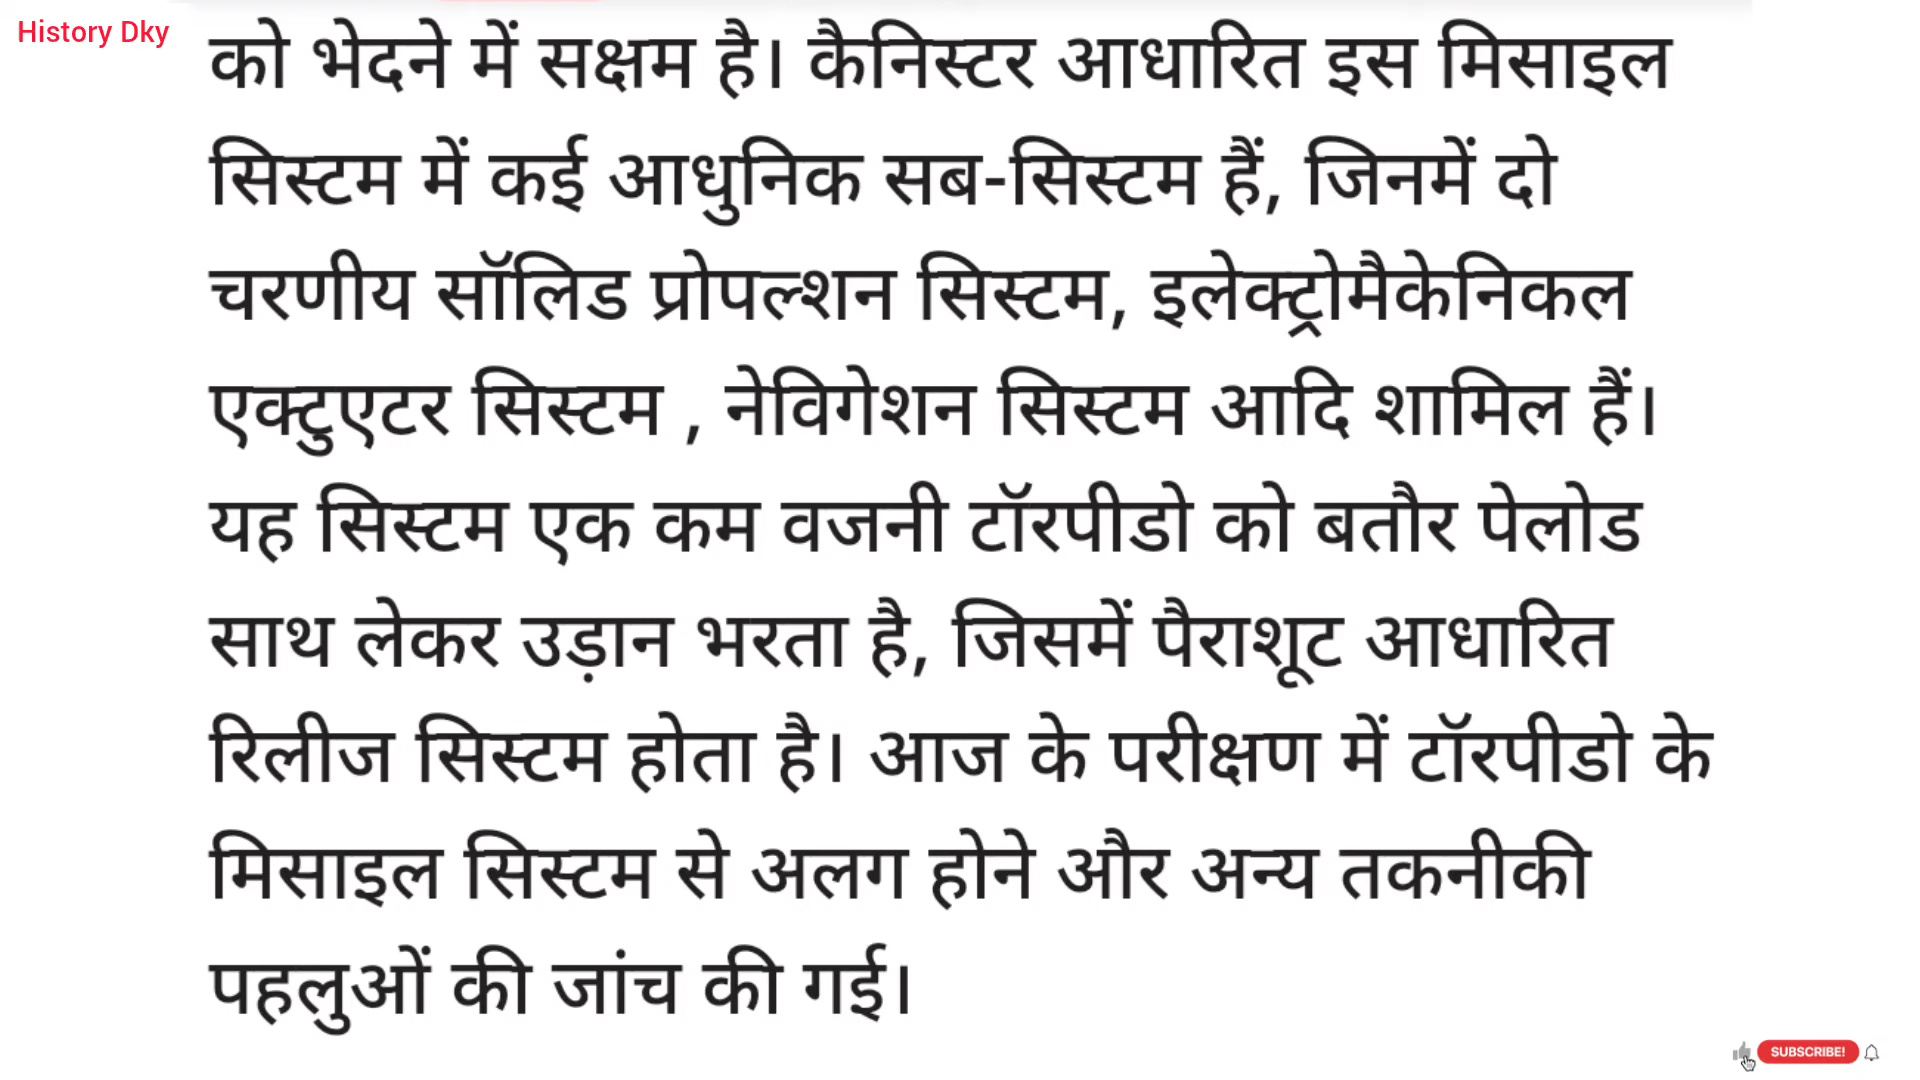 History Dky
को भेदने में सक्षम है। कैनिस्टर आधारित इस मिसाइल
सिस्टम में कई आधुनिक सब-सिस्टम हैं, जिनमें दो
चरणीय सॉलिड प्रोपल्शन सिस्टम, इलेक्ट्रोमैकेनिकल
एक्टुएटर सिस्टम , नेविगेशन सिस्टम आदि शामिल हैं।
यह सिस्टम एक कम वजनी टॉरपीडो को बतौर पेलोड
साथ लेकर उड़ान भरता है, जिसमें पैराशूट आधारित
रिलीज सिस्टम होता है। आज के परीक्षण में टॉरपीडो के
मिसाइल सिस्टम से अलग होने और अन्य तकनीकी
पहलुओं की जांच की गई।
SUBSCRIBE!